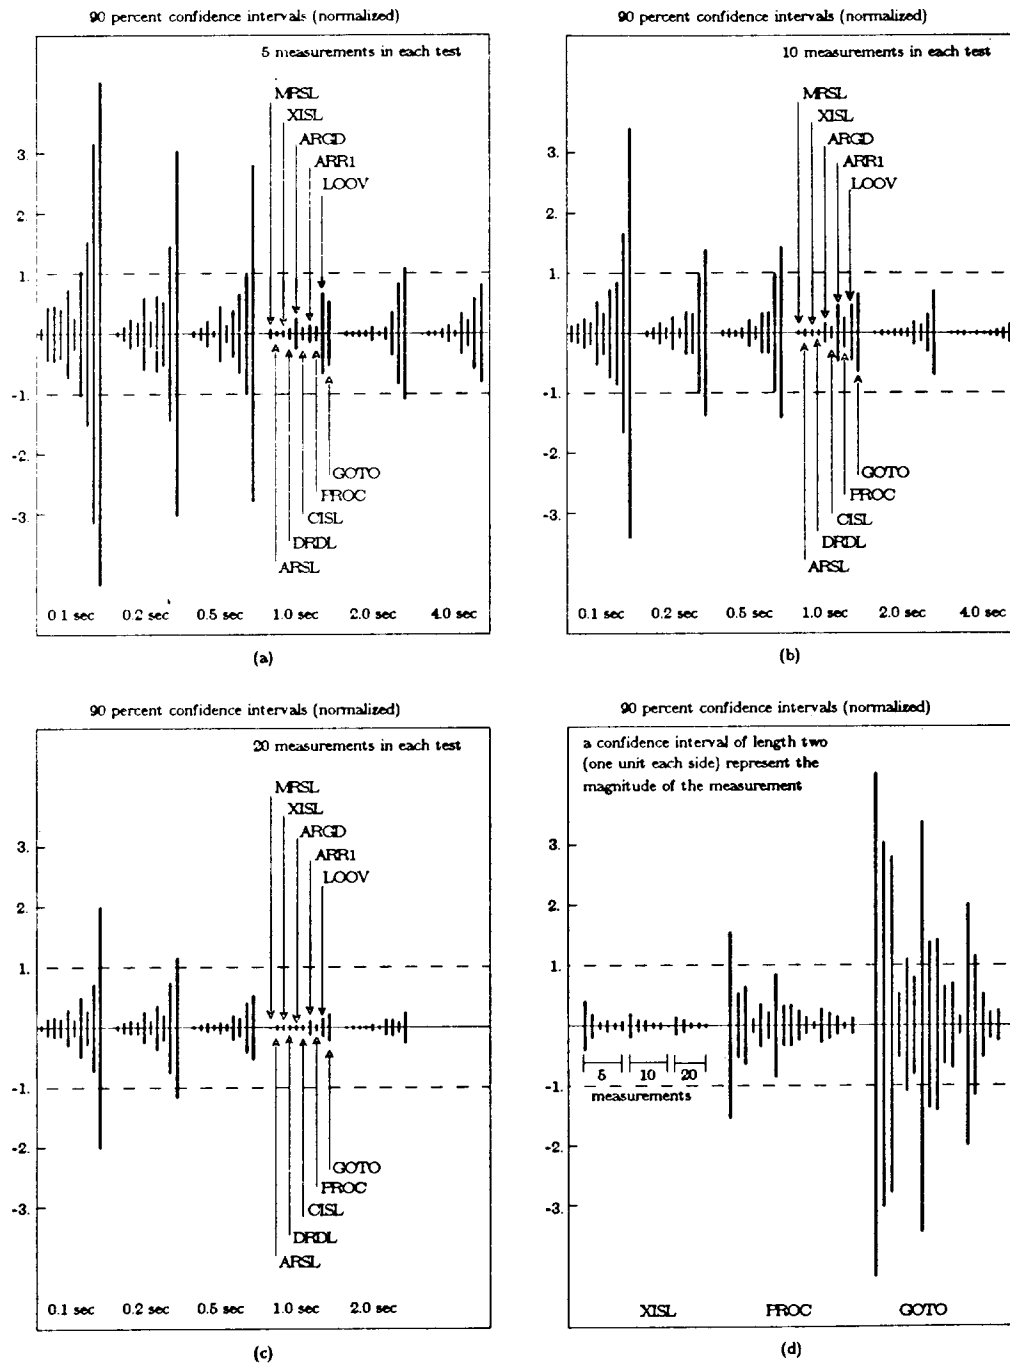 90 percent confidence intervals (normalized)
5 measurements in each test
MRSL
XISL
ARGD
ARR1
LOOV
3.
2.
1.
0.
-1.
-2.
-3.
GOTO
PROC
CISL
DRDL
ARSL
0.1 sec 0.2 sec 0.5 sec 1.0 sec 2.0 sec 4.0 sec
(a)
90 percent confidence intervals (normalized)
10 measurements in each test
MRSL
XISL
ARGD
ARR1
LOOV
3.
2.
1.
0.
-1.
-2.
-3.
GOTO
PROC
CISL
DRDL
ARSL
0.1 sec 0.2 sec 0.5 sec 1.0 sec 2.0 sec 4.0 sec
(b)
90 percent confidence intervals (normalized)
20 measurements in each test
MRSL
XISL
ARGD
ARR1
LOOV
3.
2.
1.
0.
-1.
-2.
-3.
GOTO
PROC
CISL
DRDL
ARSL
0.1 sec 0.2 sec 0.5 sec 1.0 sec 2.0 sec
(c)
90 percent confidence intervals (normalized)
a confidence interval of length two
(one unit each side) represent the
magnitude of the measurement
3.
2.
1.
0.
-1.
-2.
-3.
5 10 20
measurements
XISL PROC GOTO
(d)